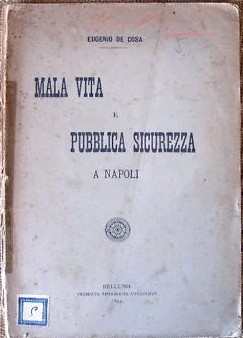 EUGENIO DE COSA
MALA VITA
E
PUBBLICA SICUREZZA
A NAPOLI
BELLUNO